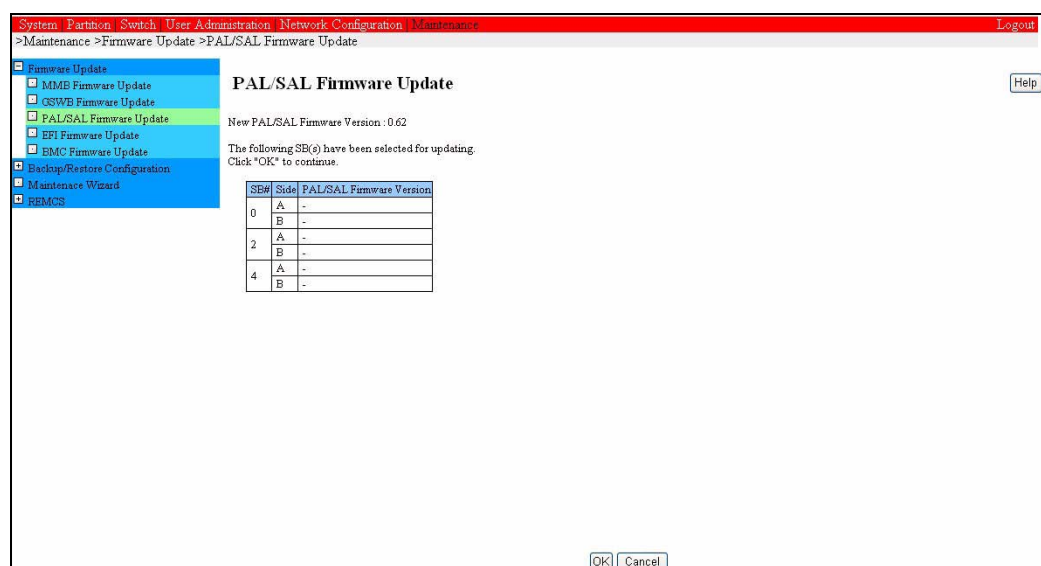 System | Partition | Switch | User Administration | Network Configuration | Maintenance Logout
>Maintenance >Firmware Update >PAL/SAL Firmware Update
Firmware Update
MMB Firmware Update
GSWB Firmware Update
PAL/SAL Firmware Update
EFI Firmware Update
BMC Firmware Update
Backup/Restore Configuration
Maintenace Wizard
REMCS
PAL/SAL Firmware Update
Help
New PAL/SAL Firmware Version : 0.62
The following SB(s) have been selected for updating.
Click "OK" to continue.
SB# Side PAL/SAL Firmware Version
0 A -
B -
2 A -
B -
4 A -
B -
OK Cancel